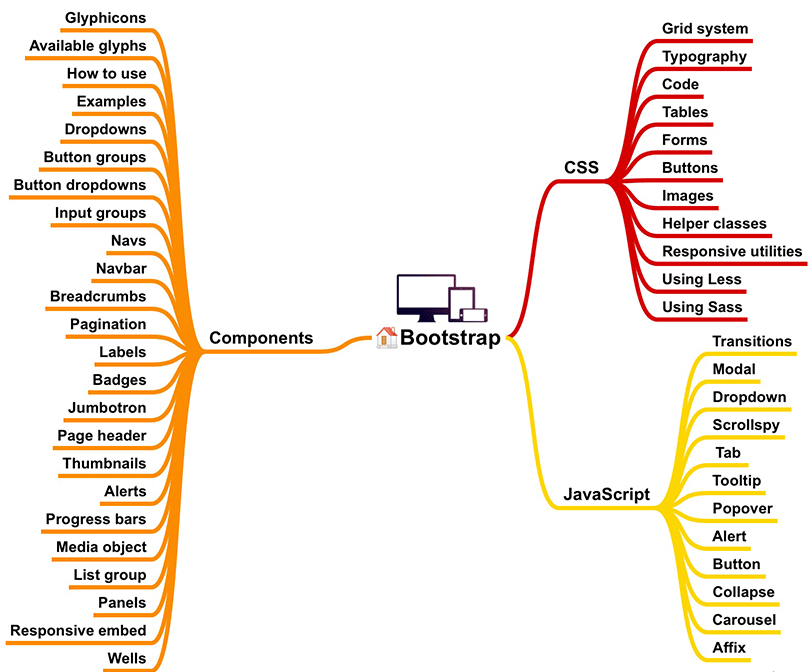 Glyphicons
Available glyphs
How to use
Examples
Dropdowns
Button groups
Button dropdowns
Input groups
Navs
Navbar
Breadcrumbs
Pagination
Labels
Badges
Jumbotron
Page header
Thumbnails
Alerts
Progress bars
Media object
List group
Panels
Responsive embed
Wells
Components
Bootstrap
CSS
Grid system
Typography
Code
Tables
Forms
Buttons
Images
Helper classes
Responsive utilities
Using Less
Using Sass
JavaScript
Transitions
Modal
Dropdown
Scrollspy
Tab
Tooltip
Popover
Alert
Button
Collapse
Carousel
Affix